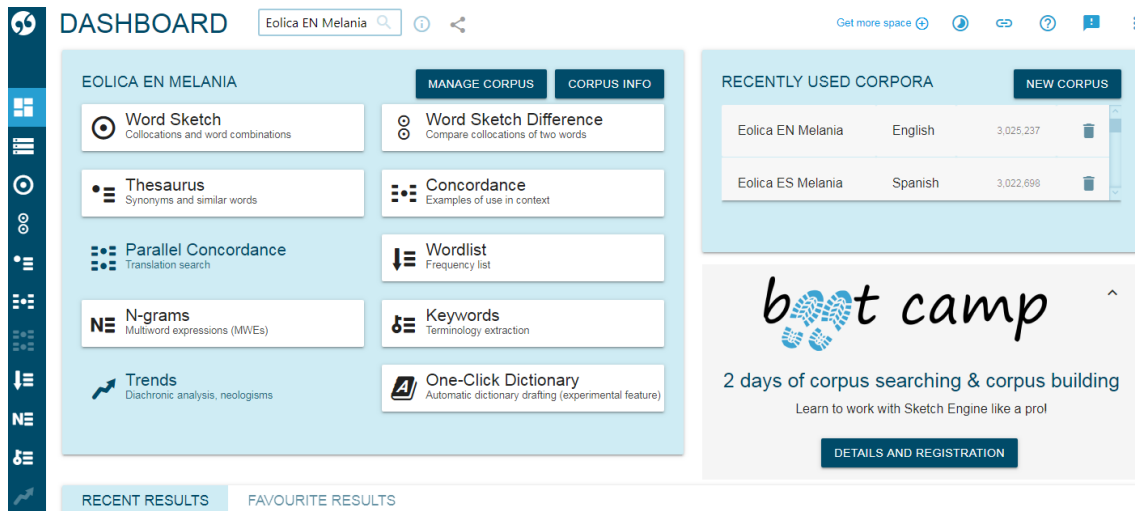 DASHBOARD
Eolica EN Melania
Get more space
EOLICA EN MELANIA
MANAGE CORPUS
CORPUS INFO
Word Sketch
Collocations and word combinations
Word Sketch Difference
Compare collocations of two words
Thesaurus
Synonyms and similar words
Concordance
Examples of use in context
Parallel Concordance
Translation search
Wordlist
Frequency list
N-grams
Multiword expressions (MWEs)
Keywords
Terminology extraction
Trends
Diachronic analysis, neologisms
One-Click Dictionary
Automatic dictionary drafting (experimental feature)
RECENTLY USED CORPORA
NEW CORPUS
Eolica EN Melania English 3,025,237
Eolica ES Melania Spanish 3,022,698
boot camp
2 days of corpus searching & corpus building
Learn to work with Sketch Engine like a pro!
DETAILS AND REGISTRATION
RECENT RESULTS
FAVOURITE RESULTS